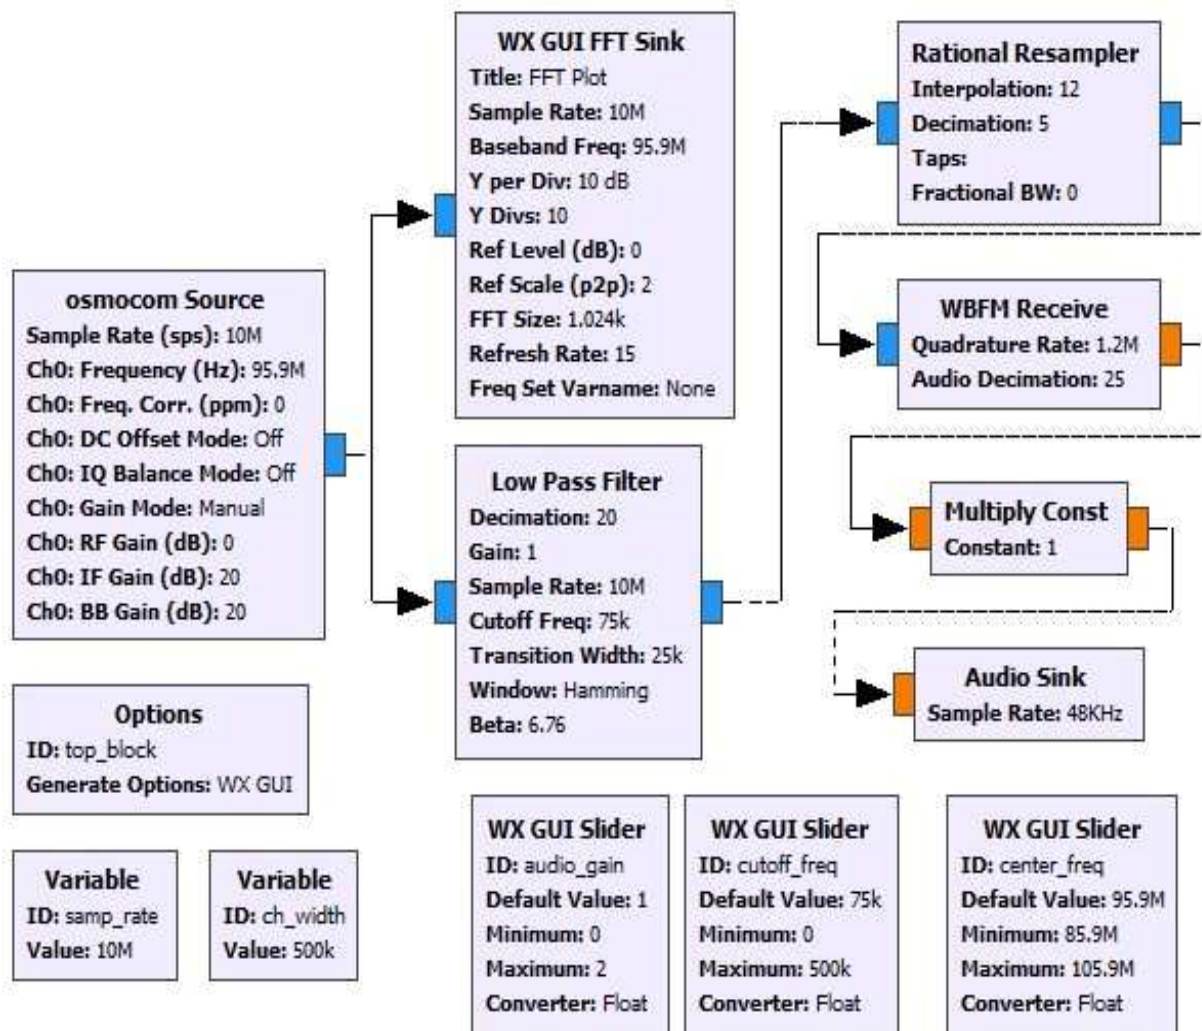 WX GUI FFT Sink
Title: FFT Plot
Sample Rate: 10M
Baseband Freq: 95.9M
Y per Div: 10 dB
Y Divs: 10
Ref Level (dB): 0
Ref Scale (p2p): 2
FFT Size: 1.024k
Refresh Rate: 15
Freq Set Varname: None
Rational Resampler
Interpolation: 12
Decimation: 5
Taps:
Fractional BW: 0
osmocom Source
Sample Rate (sps): 10M
Ch0: Frequency (Hz): 95.9M
Ch0: Freq. Corr. (ppm): 0
Ch0: DC Offset Mode: Off
Ch0: IQ Balance Mode: Off
Ch0: Gain Mode: Manual
Ch0: RF Gain (dB): 0
Ch0: IF Gain (dB): 20
Ch0: BB Gain (dB): 20
WBFM Receive
Quadrature Rate: 1.2M
Audio Decimation: 25
Low Pass Filter
Decimation: 20
Gain: 1
Sample Rate: 10M
Cutoff Freq: 75k
Transition Width: 25k
Window: Hamming
Beta: 6.76
Multiply Const
Constant: 1
Audio Sink
Sample Rate: 48KHz
Options
ID: top_block
Generate Options: WX GUI
Variable
ID: samp_rate
Value: 10M
Variable
ID: ch_width
Value: 500k
WX GUI Slider
ID: audio_gain
Default Value: 1
Minimum: 0
Maximum: 2
Converter: Float
WX GUI Slider
ID: cutoff_freq
Default Value: 75k
Minimum: 0
Maximum: 500k
Converter: Float
WX GUI Slider
ID: center_freq
Default Value: 95.9M
Minimum: 85.9M
Maximum: 105.9M
Converter: Float